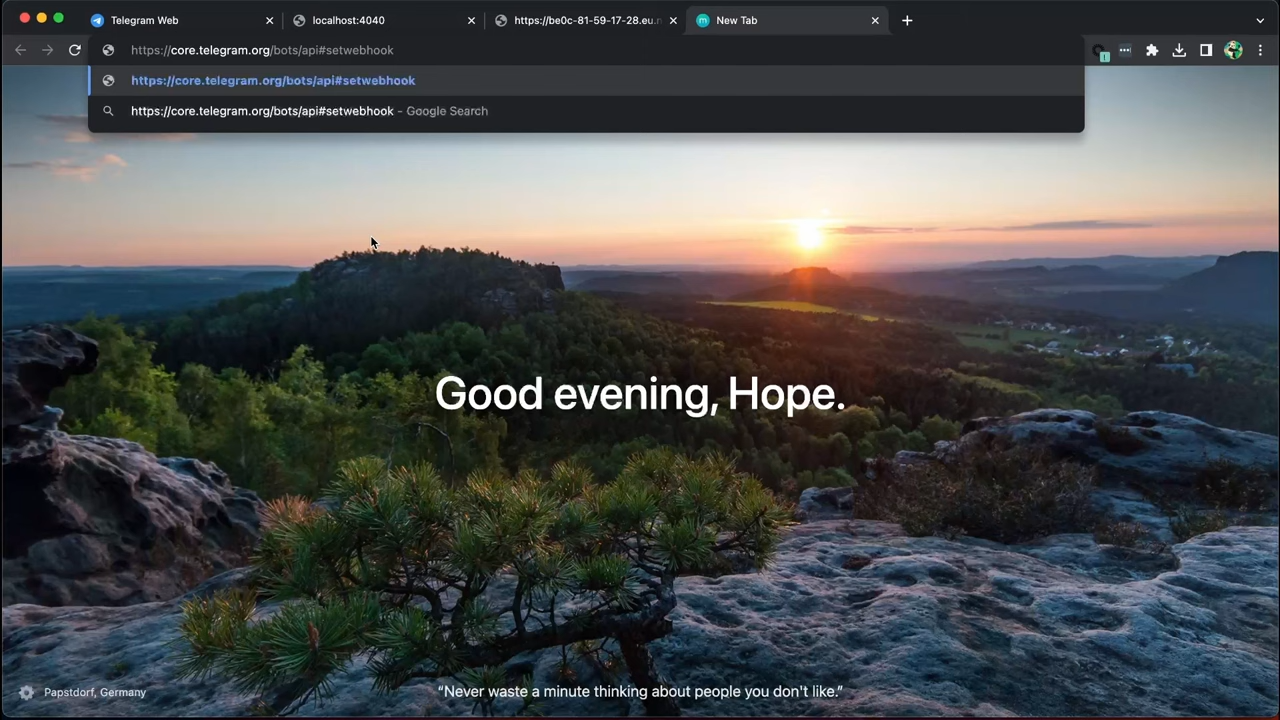 Telegram Web
localhost:4040
https://be0c-81-59-17-28.eu.n
New Tab
https://core.telegram.org/bots/api#setwebhook
https://core.telegram.org/bots/api#setwebhook
https://core.telegram.org/bots/api#setwebhook – Google Search
Good evening, Hope.
Papstdorf, Germany
“Never waste a minute thinking about people you don't like.”